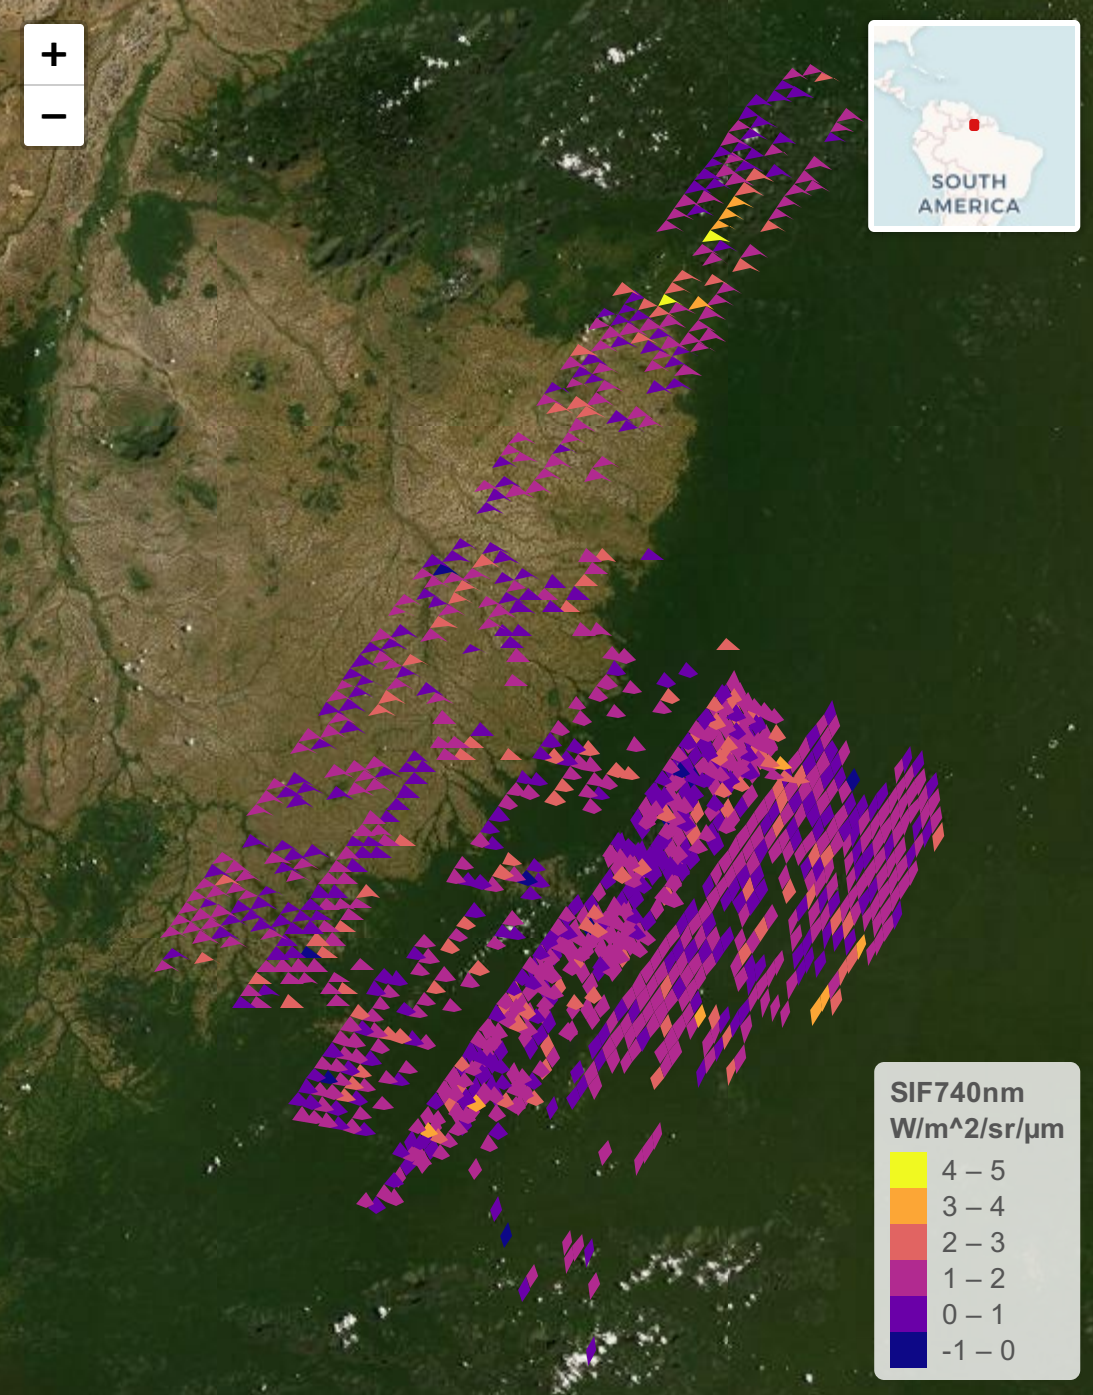 +
−
SOUTH
AMERICA
SIF740nm
W/m^2/sr/µm
4 – 5
3 – 4
2 – 3
1 – 2
0 – 1
-1 – 0